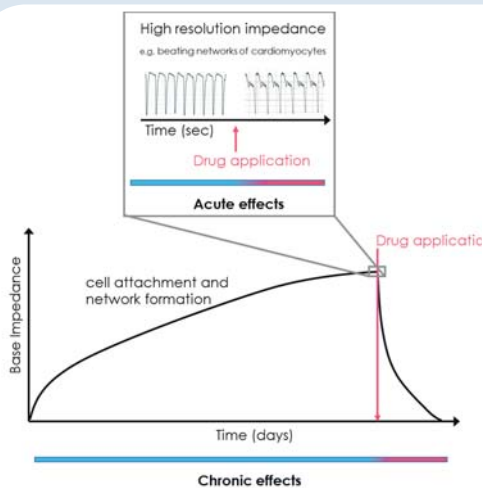 High resolution impedance
e.g. beating networks of cardiomyocytes
Time (sec)
Drug application
Acute effects
Drug applicatio
cell attachment and
network formation
Base Impedance
Time (days)
Chronic effects